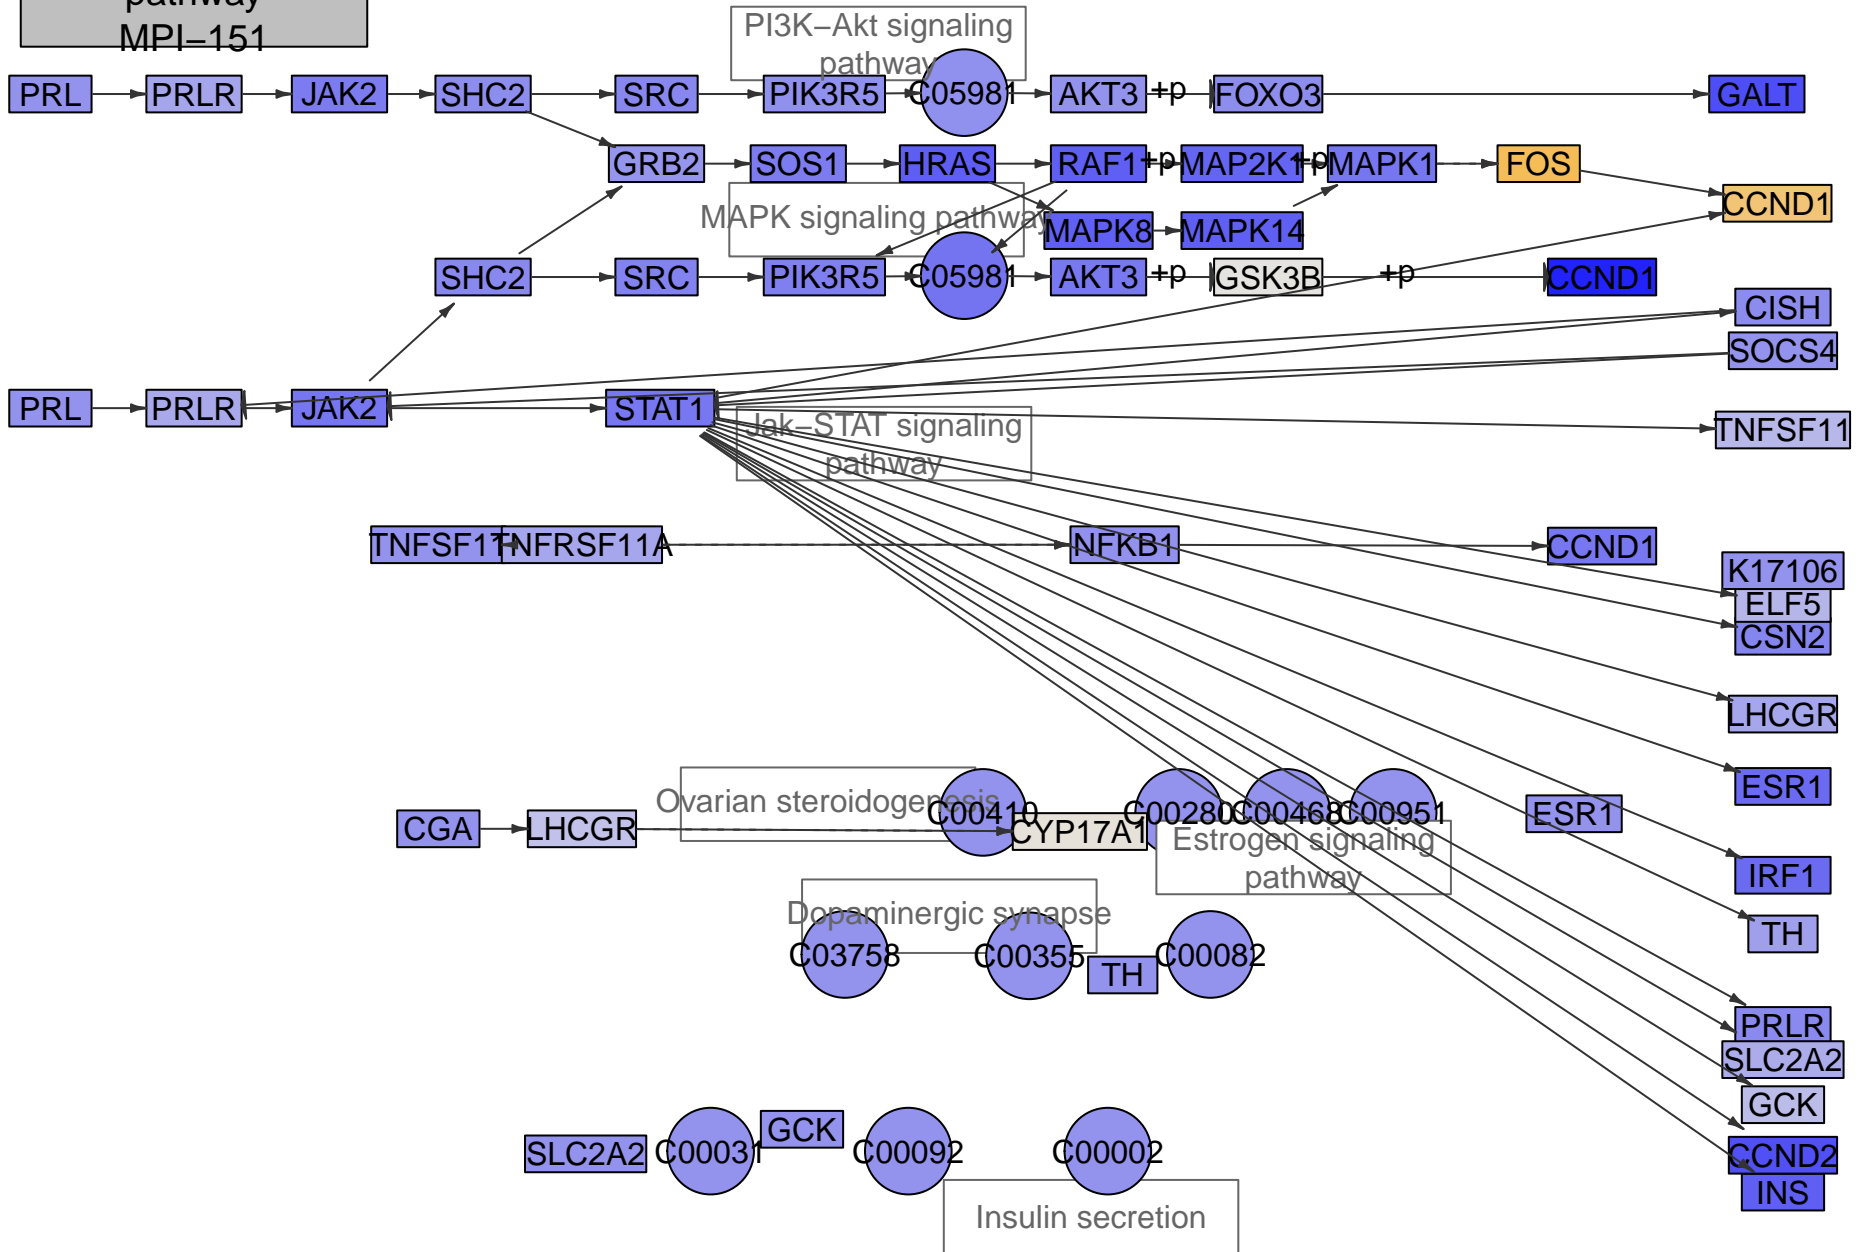 pathway
MPI−151
PI3K−Akt signaling
pathway
PRL
PRLR
JAK2
SHC2
SRC
PIK3R5
C05981
AKT3
+p
FOXO3
GALT
GRB2
SOS1
HRAS
RAF1
+p
MAP2K1
+p
MAPK1
FOS
CCND1
MAPK signaling pathway
MAPK8
MAPK14
SHC2
SRC
PIK3R5
C05981
AKT3
+p
GSK3B
+p
CCND1
CISH
SOCS4
PRL
PRLR
JAK2
STAT1
Jak−STAT signaling
pathway
TNFSF11
TNFSF11
TNFRSF11A
NFKB1
CCND1
K17106
ELF5
CSN2
LHCGR
ESR1
Ovarian steroidogenesis
C00410
C00280
C00468
C00951
ESR1
CGA
LHCGR
CYP17A1
Estrogen signaling
pathway
IRF1
Dopaminergic synapse
TH
C03758
C00355
TH
C00082
PRLR
SLC2A2
GCK
SLC2A2
C00031
GCK
C00092
C00002
CCND2
INS
Insulin secretion